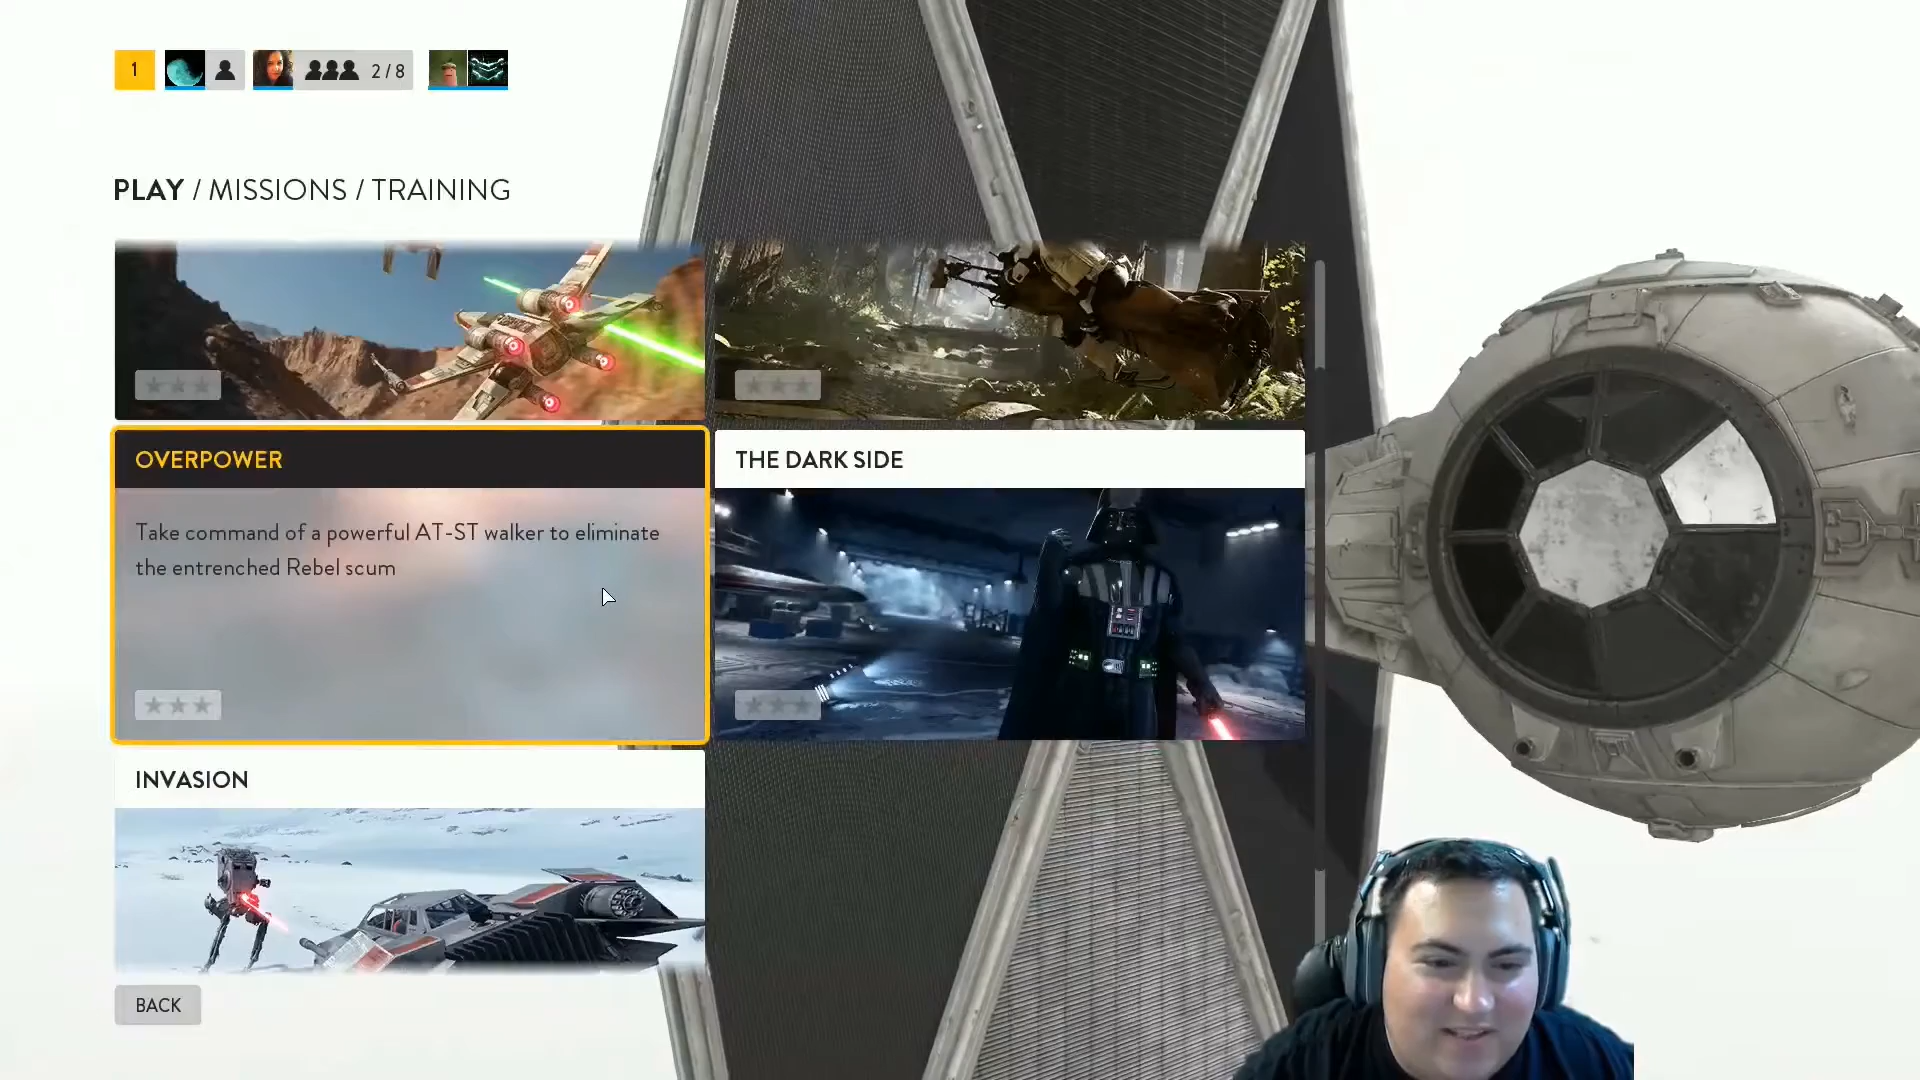 1
2 / 8
PLAY / MISSIONS / TRAINING
OVERPOWER
Take command of a powerful AT-ST walker to eliminate
the entrenched Rebel scum
THE DARK SIDE
INVASION
BACK